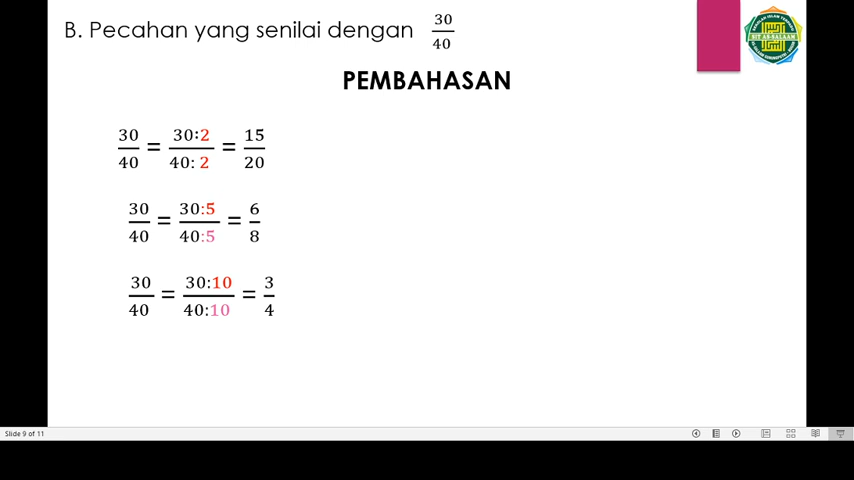 B. Pecahan yang senilai dengan 30/40
PEMBAHASAN
30/40 = 30:2/40: 2 = 15/20
30/40 = 30:5/40:5 = 6/8
30/40 = 30:10/40:10 = 3/4
Slide 9 of 11